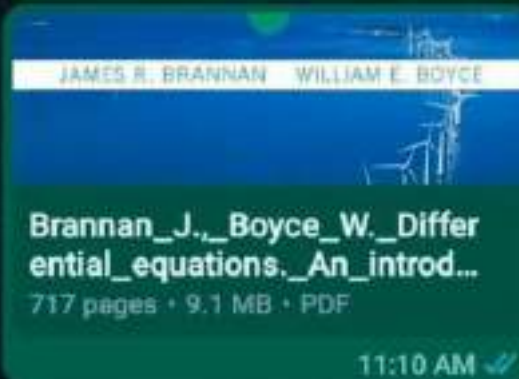 JAMES R. BRANNAN WILLIAM E. BOYCE
Brannan_J.,_Boyce_W._Differ
ential_equations._An_introd...
717 pages • 9.1 MB • PDF
11:10 AM